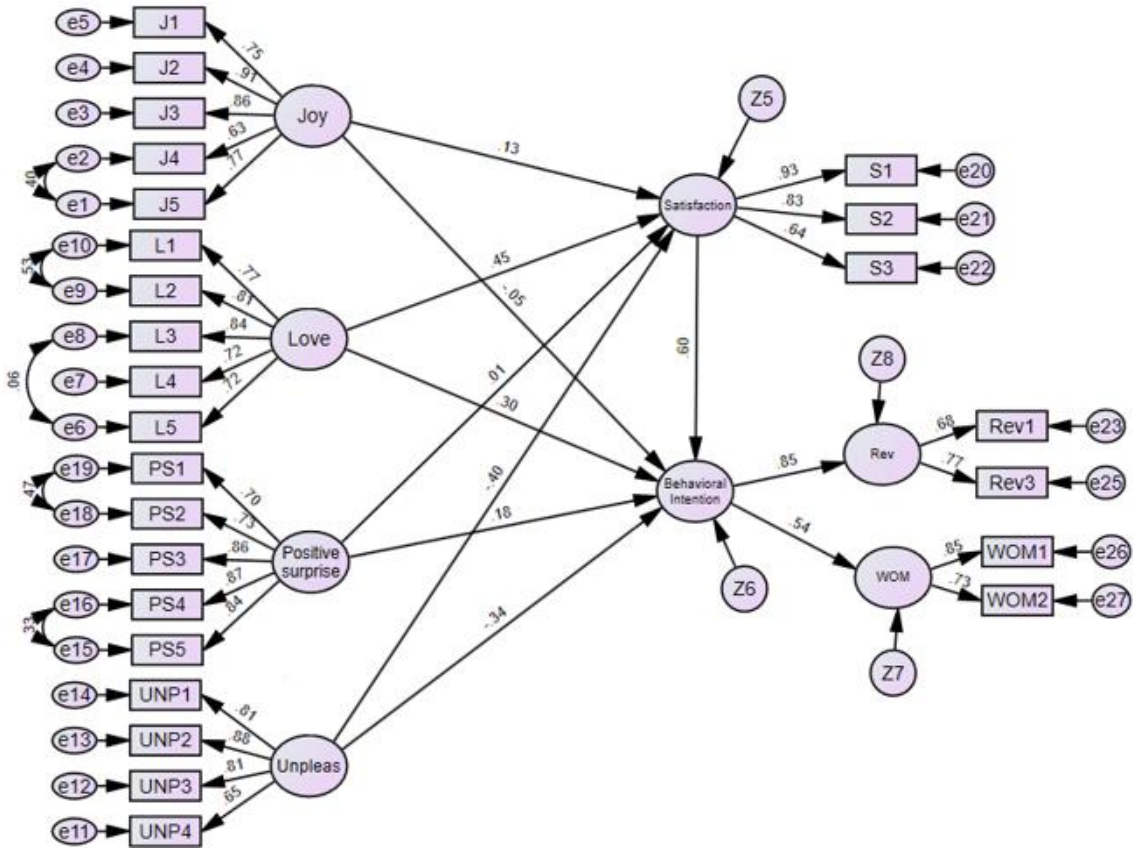 e5 J1
e4 J2
e3 J3
e2 J4
e1 J5
.40
.75
.91
.86
.63
.77
Joy
e10 L1
e9 L2
e8 L3
e7 L4
e6 L5
.53
.06
.77
.81
.84
.72
.72
Love
e19 PS1
e18 PS2
e17 PS3
e16 PS4
e15 PS5
.47
.33
.70
.73
.86
.87
.84
Positive
surprise
e14 UNP1
e13 UNP2
e12 UNP3
e11 UNP4
.81
.88
.81
.65
Unpleas
.13
.45
.01
-.40
-.05
.30
.18
-.34
Z5
Satisfaction
.93
.83
.64
S1 e20
S2 e21
S3 e22
.60
Behavioral
Intention
Z6
.85
.54
Z8
Rev
.68
.77
Rev1 e23
Rev3 e25
WOM
Z7
.85
.73
WOM1 e26
WOM2 e27